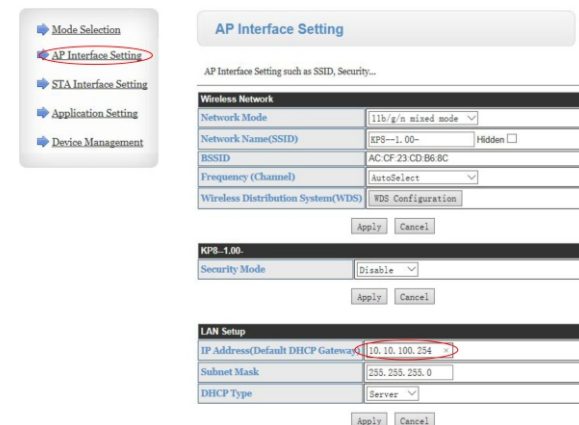 Mode Selection
AP Interface Setting
STA Interface Setting
Application Setting
Device Management
AP Interface Setting
AP Interface Setting such as SSID, Security...
Wireless Network
Network Mode 11b/g/n mixed mode
Network Name(SSID) KPS--1.00- Hidden
BSSID AC:CF:23:CD:B6:8C
Frequency (Channel) AutoSelect
Wireless Distribution System(WDS) WDS Configuration
Apply Cancel
KPS--1.00-
Security Mode Disable
Apply Cancel
LAN Setup
IP Address(Default DHCP Gateway) 10.10.100.254 ×
Subnet Mask 255.255.255.0
DHCP Type Server
Apply Cancel